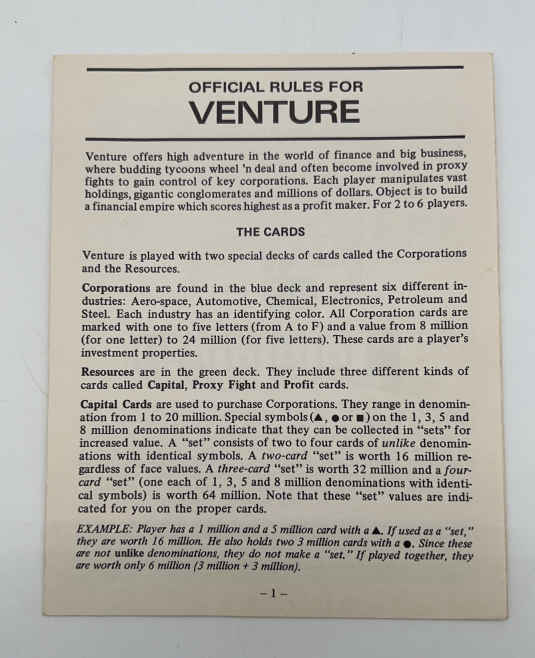 OFFICIAL RULES FOR
VENTURE
Venture offers high adventure in the world of finance and big business,
where budding tycoons wheel 'n deal and often become involved in proxy
fights to gain control of key corporations. Each player manipulates vast
holdings, gigantic conglomerates and millions of dollars. Object is to build
a financial empire which scores highest as a profit maker. For 2 to 6 players.
THE CARDS
Venture is played with two special decks of cards called the Corporations
and the Resources.
Corporations are found in the blue deck and represent six different in-
dustries: Aero-space, Automotive, Chemical, Electronics, Petroleum and
Steel. Each industry has an identifying color. All Corporation cards are
marked with one to five letters (from A to F) and a value from 8 million
(for one letter) to 24 million (for five letters). These cards are a player's
investment properties.
Resources are in the green deck. They include three different kinds of
cards called Capital, Proxy Fight and Profit cards.
Capital Cards are used to purchase Corporations. They range in denomin-
ation from 1 to 20 million. Special symbols (▲, ● or ■) on the 1, 3, 5 and
8 million denominations indicate that they can be collected in “sets” for
increased value. A “set” consists of two to four cards of unlike denomin-
ations with identical symbols. A two-card “set” is worth 16 million re-
gardless of face values. A three-card “set” is worth 32 million and a four-
card “set” (one each of 1, 3, 5 and 8 million denominations with identi-
cal symbols) is worth 64 million. Note that these “set” values are indi-
cated for you on the proper cards.
EXAMPLE: Player has a 1 million and a 5 million card with a ▲. If used as a “set,”
they are worth 16 million. He also holds two 3 million cards with a ●. Since these
are not unlike denominations, they do not make a “set.” If played together, they
are worth only 6 million (3 million + 3 million).
– 1 –